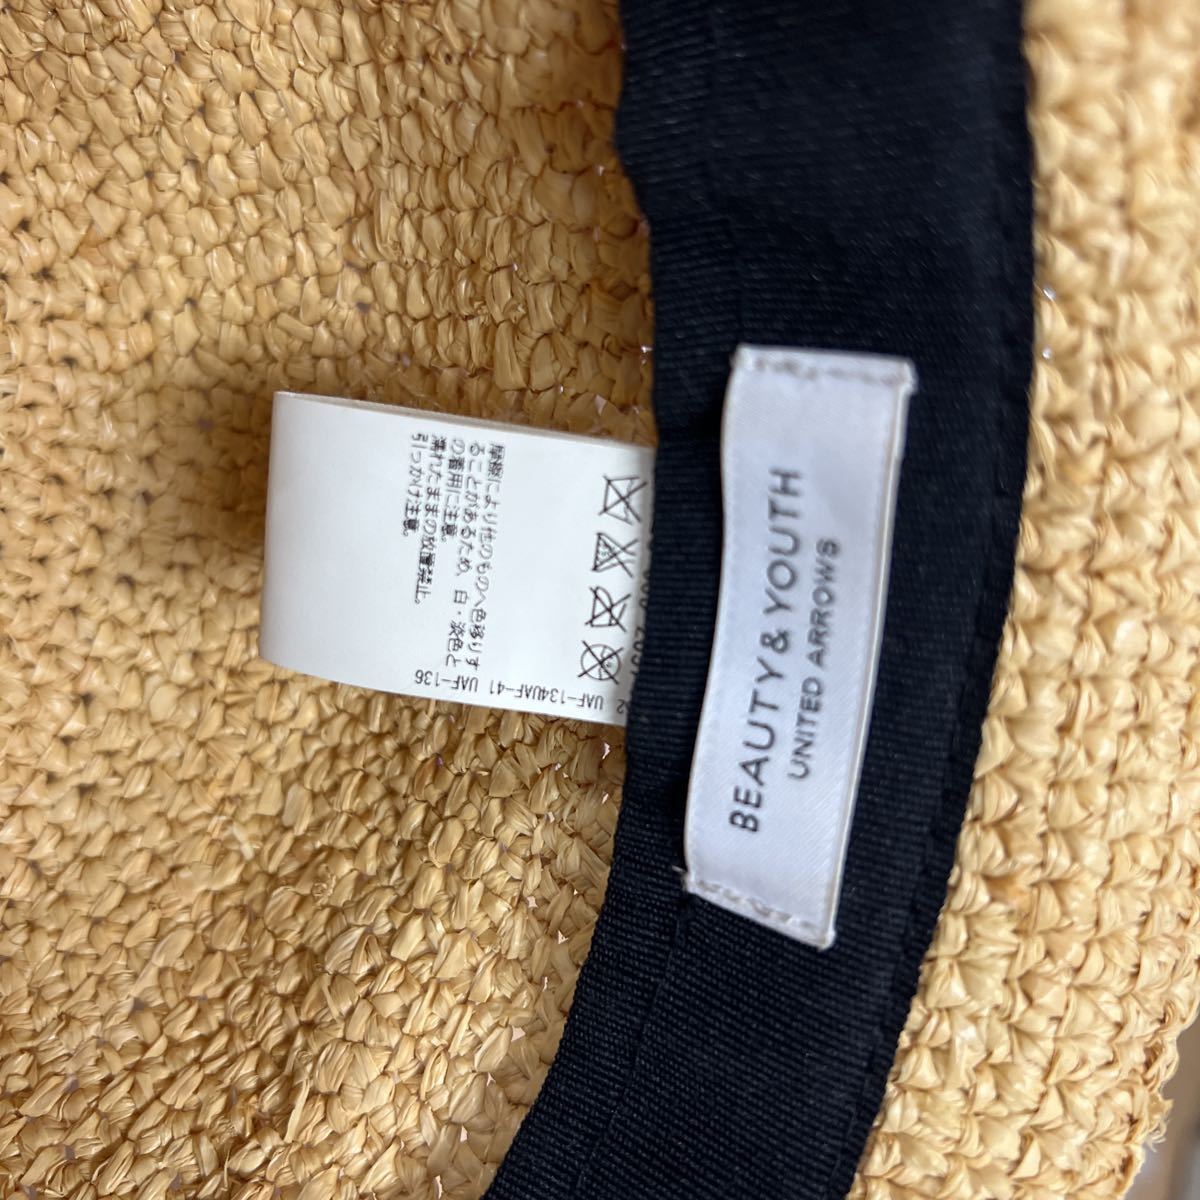 BEAUTY & YOUTH
UNITED ARROWS
摩擦により他のものへ色移りす
ることがあるため、白・淡色と
の着用に注意。
濡れたままの放置禁止。
引っかけ注意。
UAF-134UAF-41 UAF-136